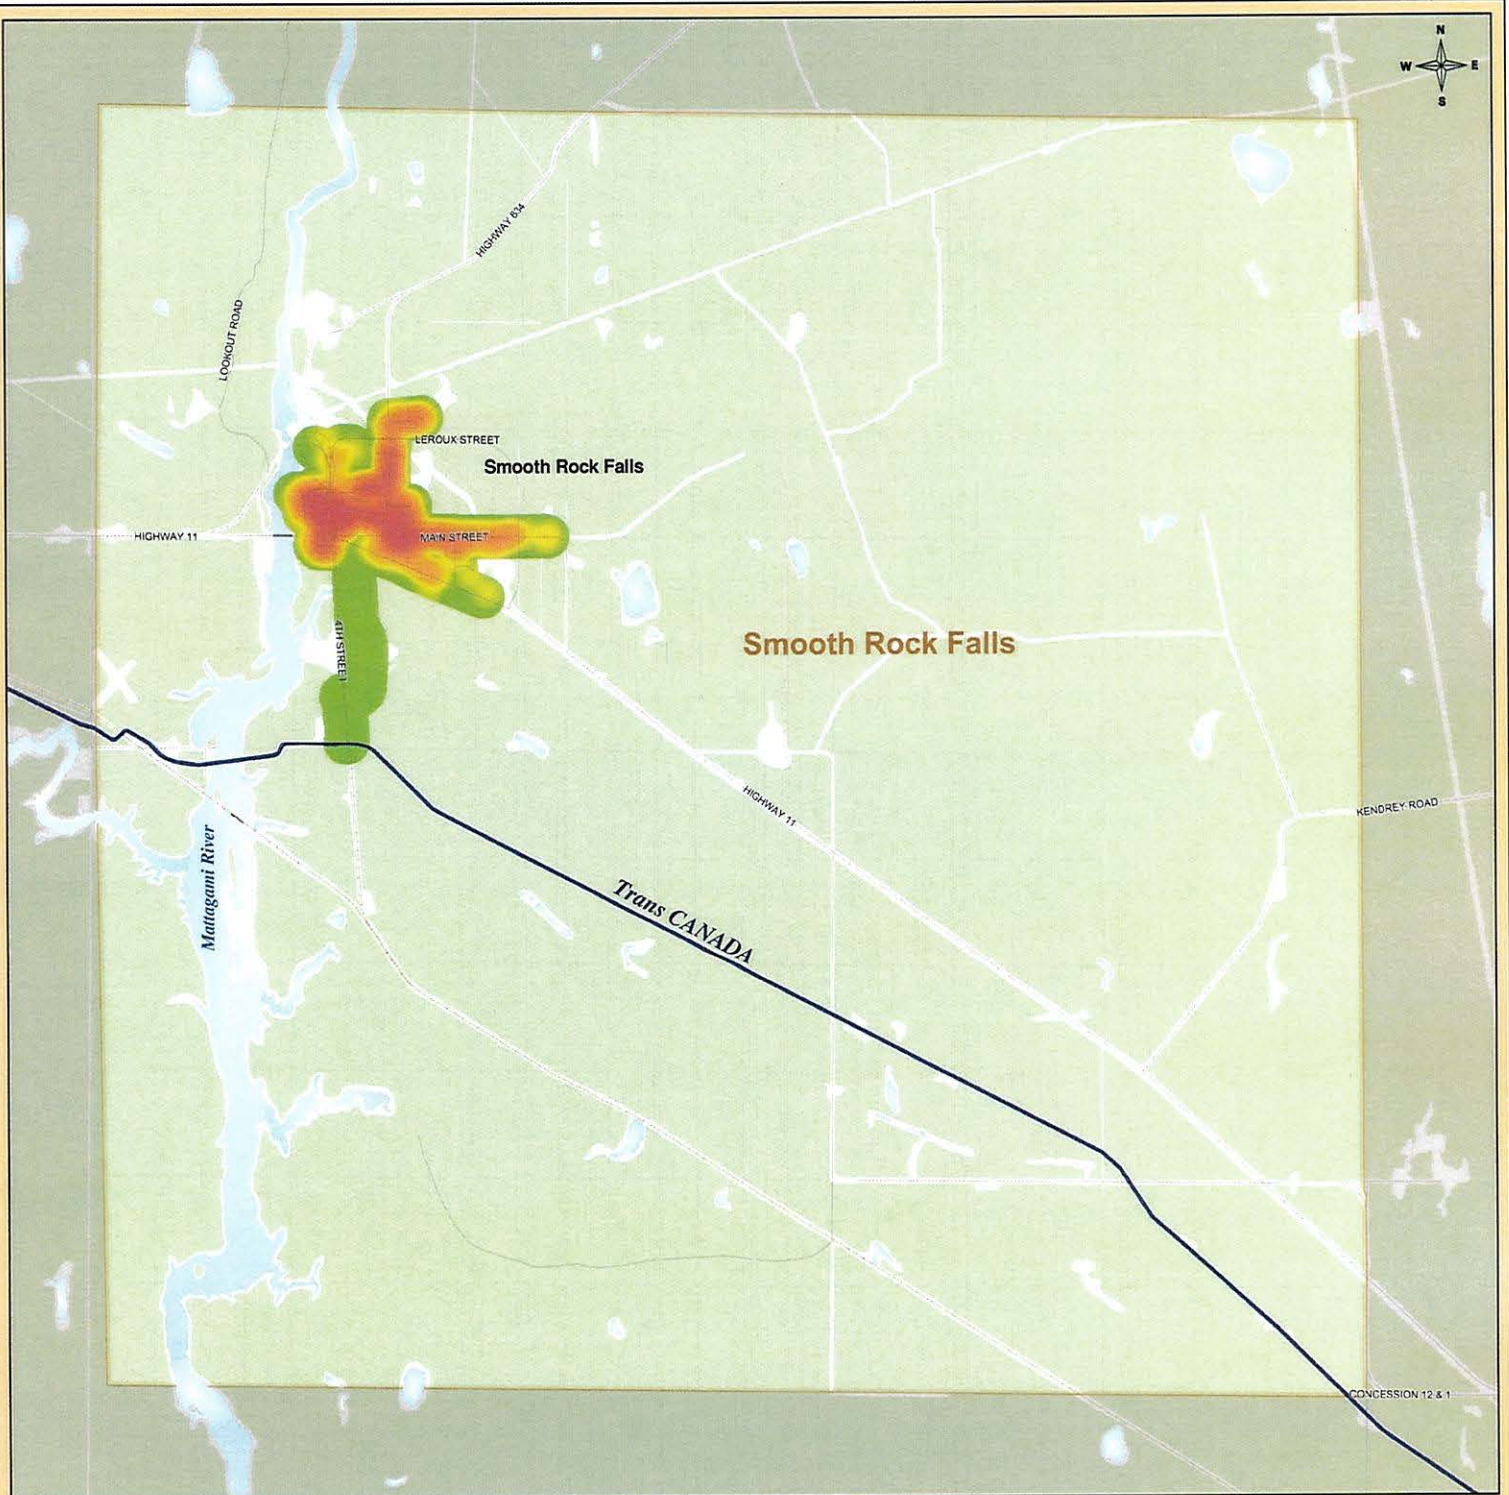 N
W E
S
HIGHWAY 634
LOOKOUT ROAD
LEROUX STREET
Smooth Rock Falls
HIGHWAY 11
MAIN STREET
4TH STREET
Smooth Rock Falls
HIGHWAY 11
KENDREY ROAD
Mattagami River
Trans CANADA
CONCESSION 12 & 1